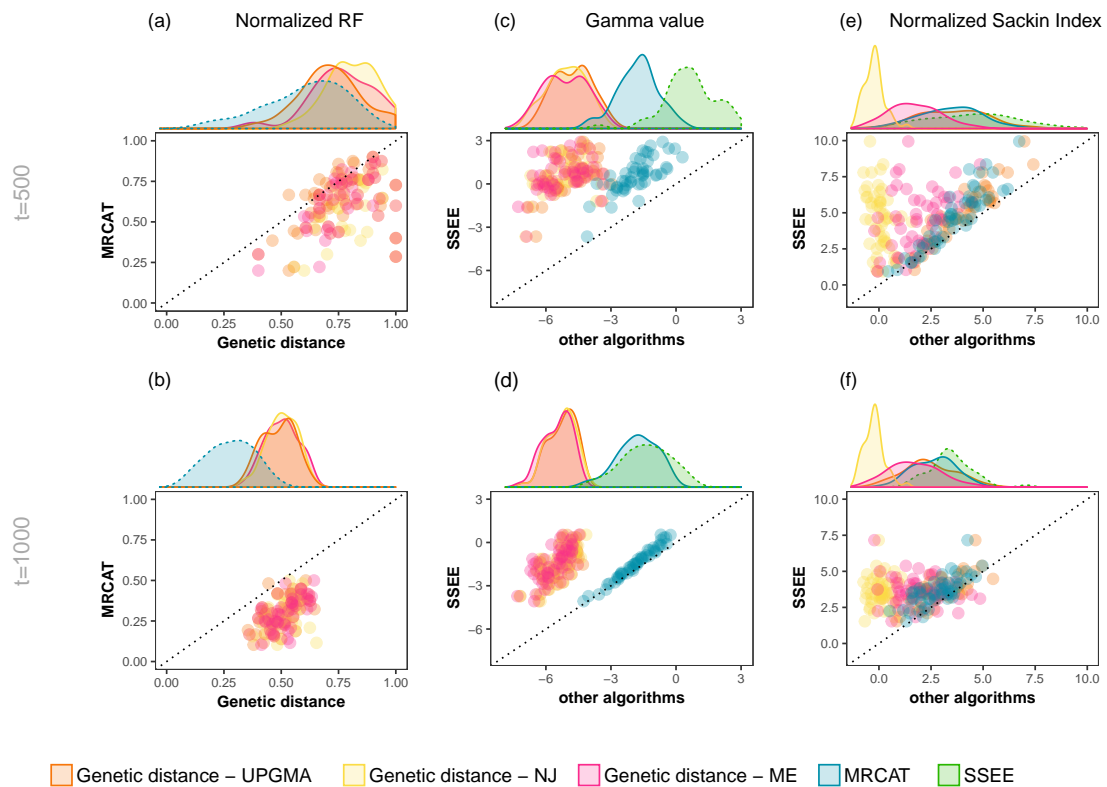 (a) Normalized RF
(c) Gamma value
(e) Normalized Sackin Index
t=500
MRCAT
1.00
0.75
0.50
0.25
0.00
0.00 0.25 0.50 0.75 1.00
Genetic distance
SSEE
3
0
−3
−6
−6 −3 0 3
other algorithms
SSEE
10.0
7.5
5.0
2.5
0.0
0.0 2.5 5.0 7.5 10.0
other algorithms
(b)
(d)
(f)
t=1000
MRCAT
1.00
0.75
0.50
0.25
0.00
0.00 0.25 0.50 0.75 1.00
Genetic distance
SSEE
3
0
−3
−6
−6 −3 0 3
other algorithms
SSEE
10.0
7.5
5.0
2.5
0.0
0.0 2.5 5.0 7.5 10.0
other algorithms
Genetic distance − UPGMA Genetic distance − NJ Genetic distance − ME MRCAT SSEE